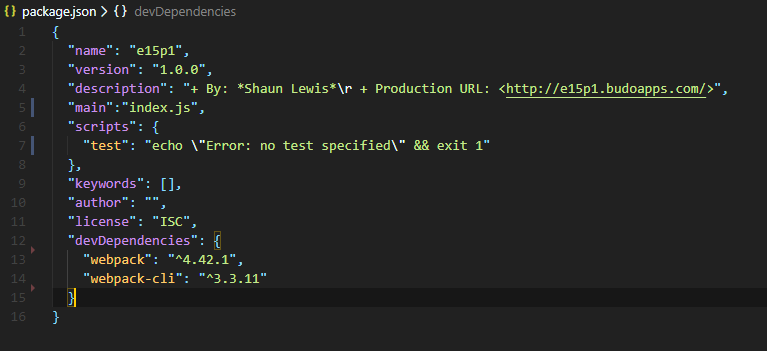 {} package.json > {} devDependencies
1 {
2 "name": "e15p1",
3 "version": "1.0.0",
4 "description": "+ By: *Shaun Lewis*\r + Production URL: <http://e15p1.budoapps.com/>",
5 "main":"index.js",
6 "scripts": {
7 "test": "echo \"Error: no test specified\" && exit 1"
8 },
9 "keywords": [],
10 "author": "",
11 "license": "ISC",
12 "devDependencies": {
13 "webpack": "^4.42.1",
14 "webpack-cli": "^3.3.11"
15 }
16 }